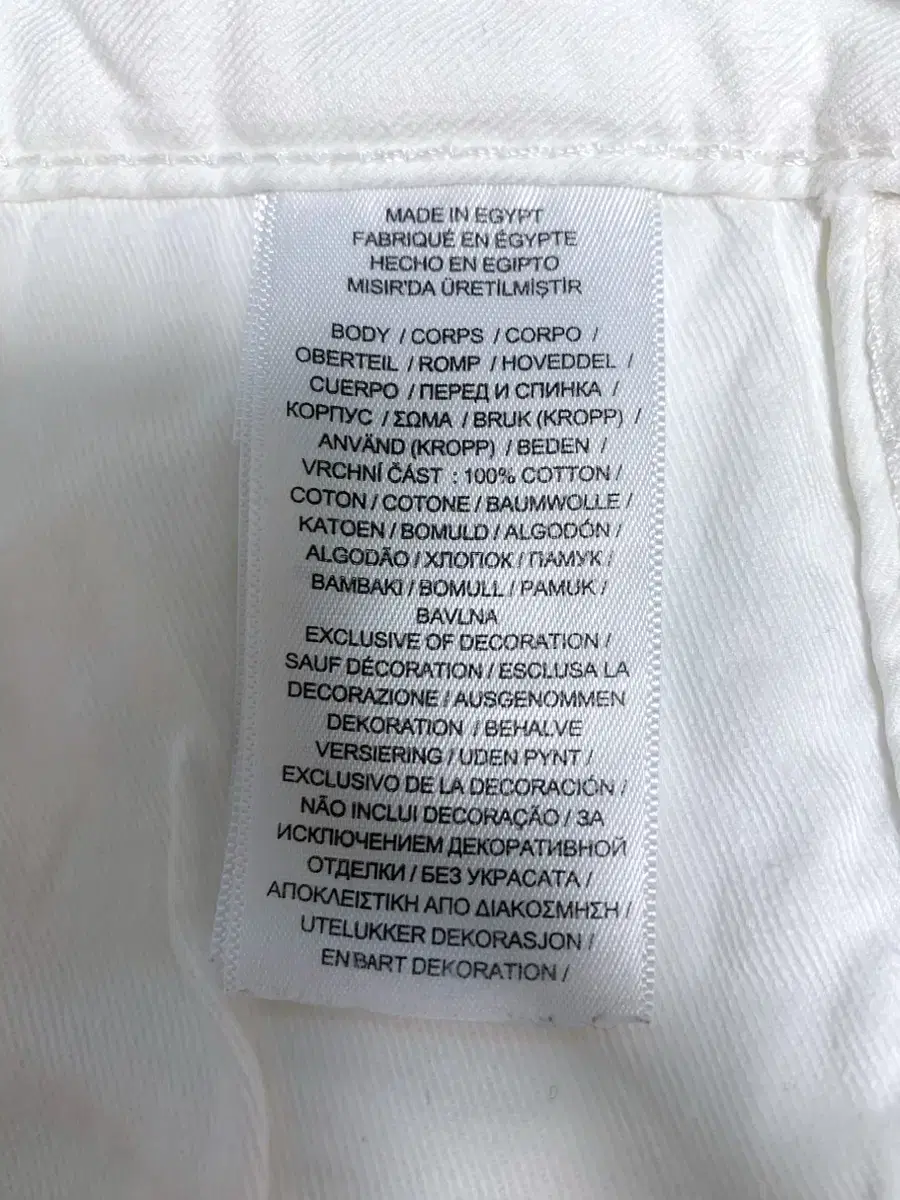 MADE IN EGYPT
FABRIQUÉ EN ÉGYPTE
HECHO EN EGIPTO
MISIR'DA ÜRETİLMİŞTİR
BODY / CORPS / CORPO /
OBERTEIL / ROMP / HOVEDDEL /
CUERPO / ПЕРЕД И СПИНКА /
КОРПУС / ΣΩΜΑ / BRUK (KROPP) /
ANVÄND (KROPP) / BEDEN /
VRCHNÍ ČÁST : 100% COTTON /
COTON / COTONE / BAUMWOLLE /
KATOEN / BOMULD / ALGODÓN /
ALGODÃO / ХЛОПОК / ПАМУК /
ΒΑΜΒΑΚΙ / BOMULL / PAMUK /
BAVLNA
EXCLUSIVE OF DECORATION /
SAUF DÉCORATION / ESCLUSA LA
DECORAZIONE / AUSGENOMMEN
DEKORATION / BEHALVE
VERSIERING / UDEN PYNT /
EXCLUSIVO DE LA DECORACIÓN /
NÃO INCLUI DECORAÇÃO / ЗА
ИСКЛЮЧЕНИЕМ ДЕКОРАТИВНОЙ
ОТДЕЛКИ / БЕЗ УКРАСАТА /
ΑΠΟΚΛΕΙΣΤΙΚΗ ΑΠΟ ΔΙΑΚΟΣΜΗΣΗ /
UTELUKKER DEKORASJON /
EN BART DEKORATION /